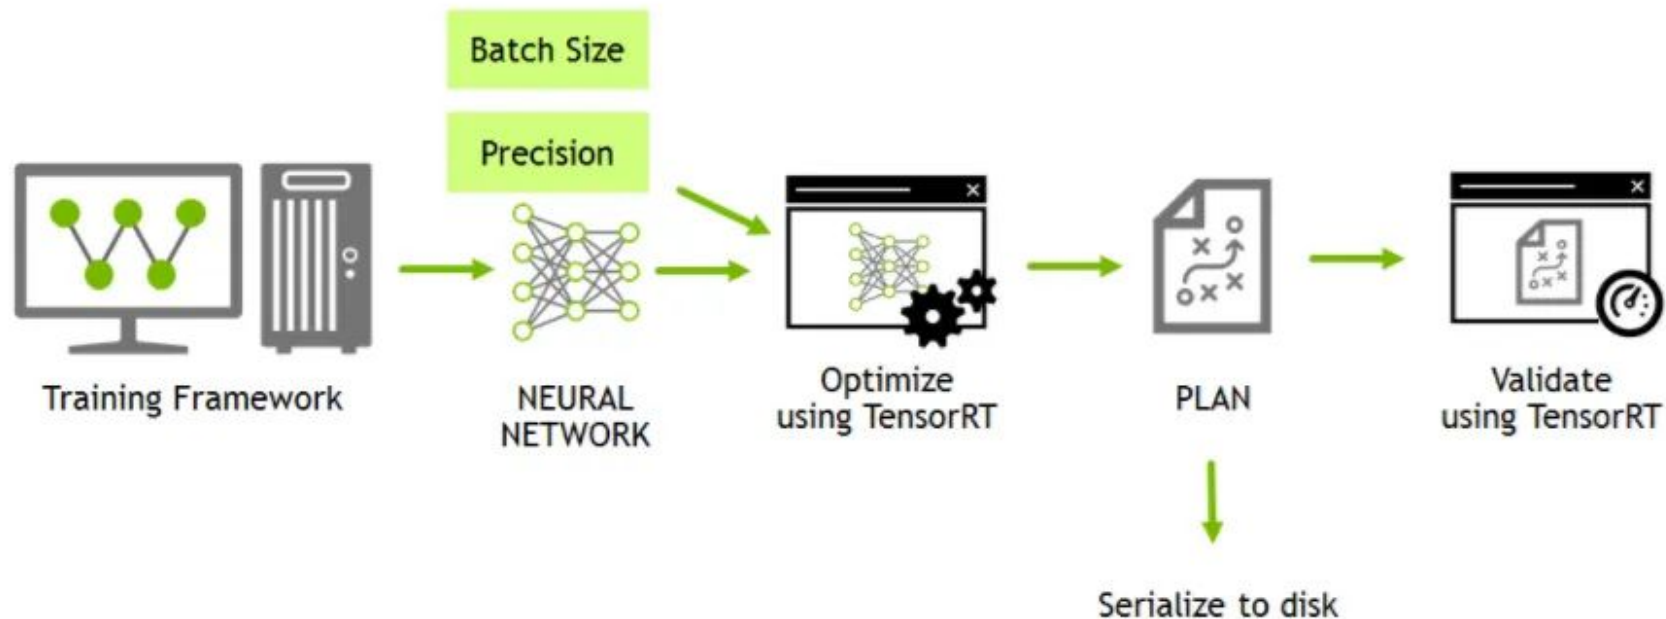 Batch Size
Precision
Training Framework
NEURAL
NETWORK
Optimize
using TensorRT
PLAN
Validate
using TensorRT
Serialize to disk